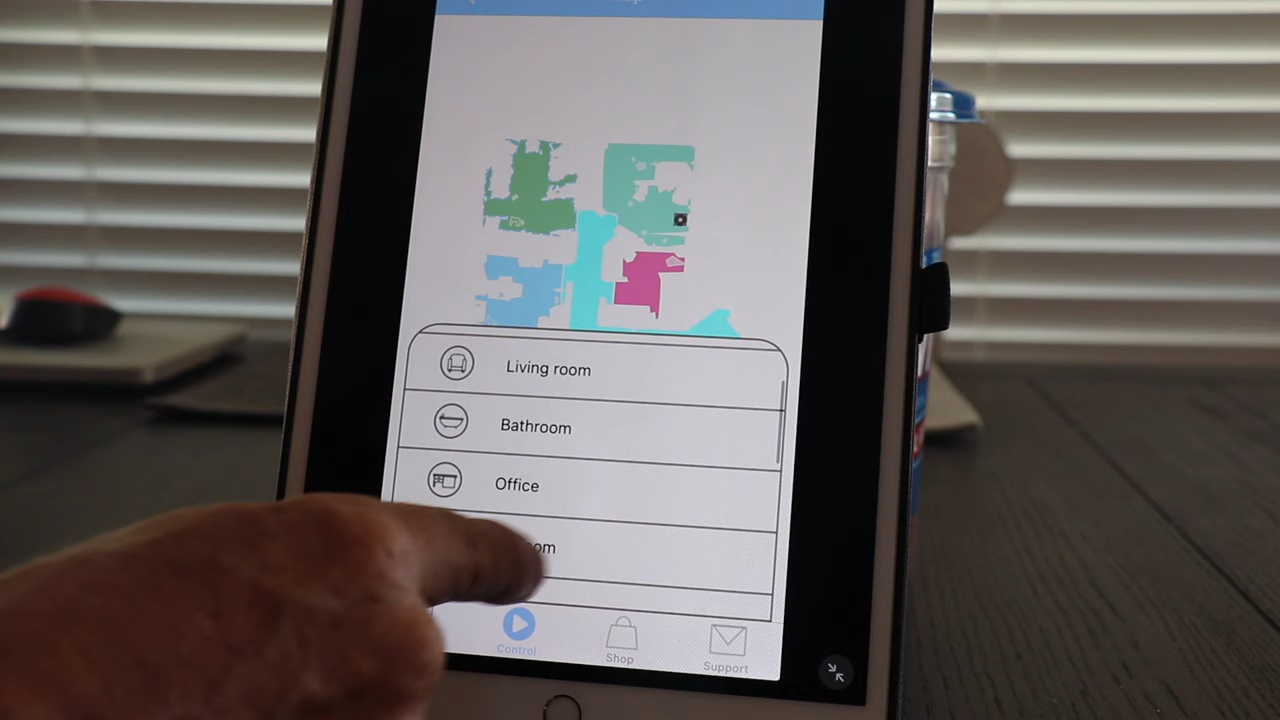 Living room
Bathroom
Office
Control
Shop
Support